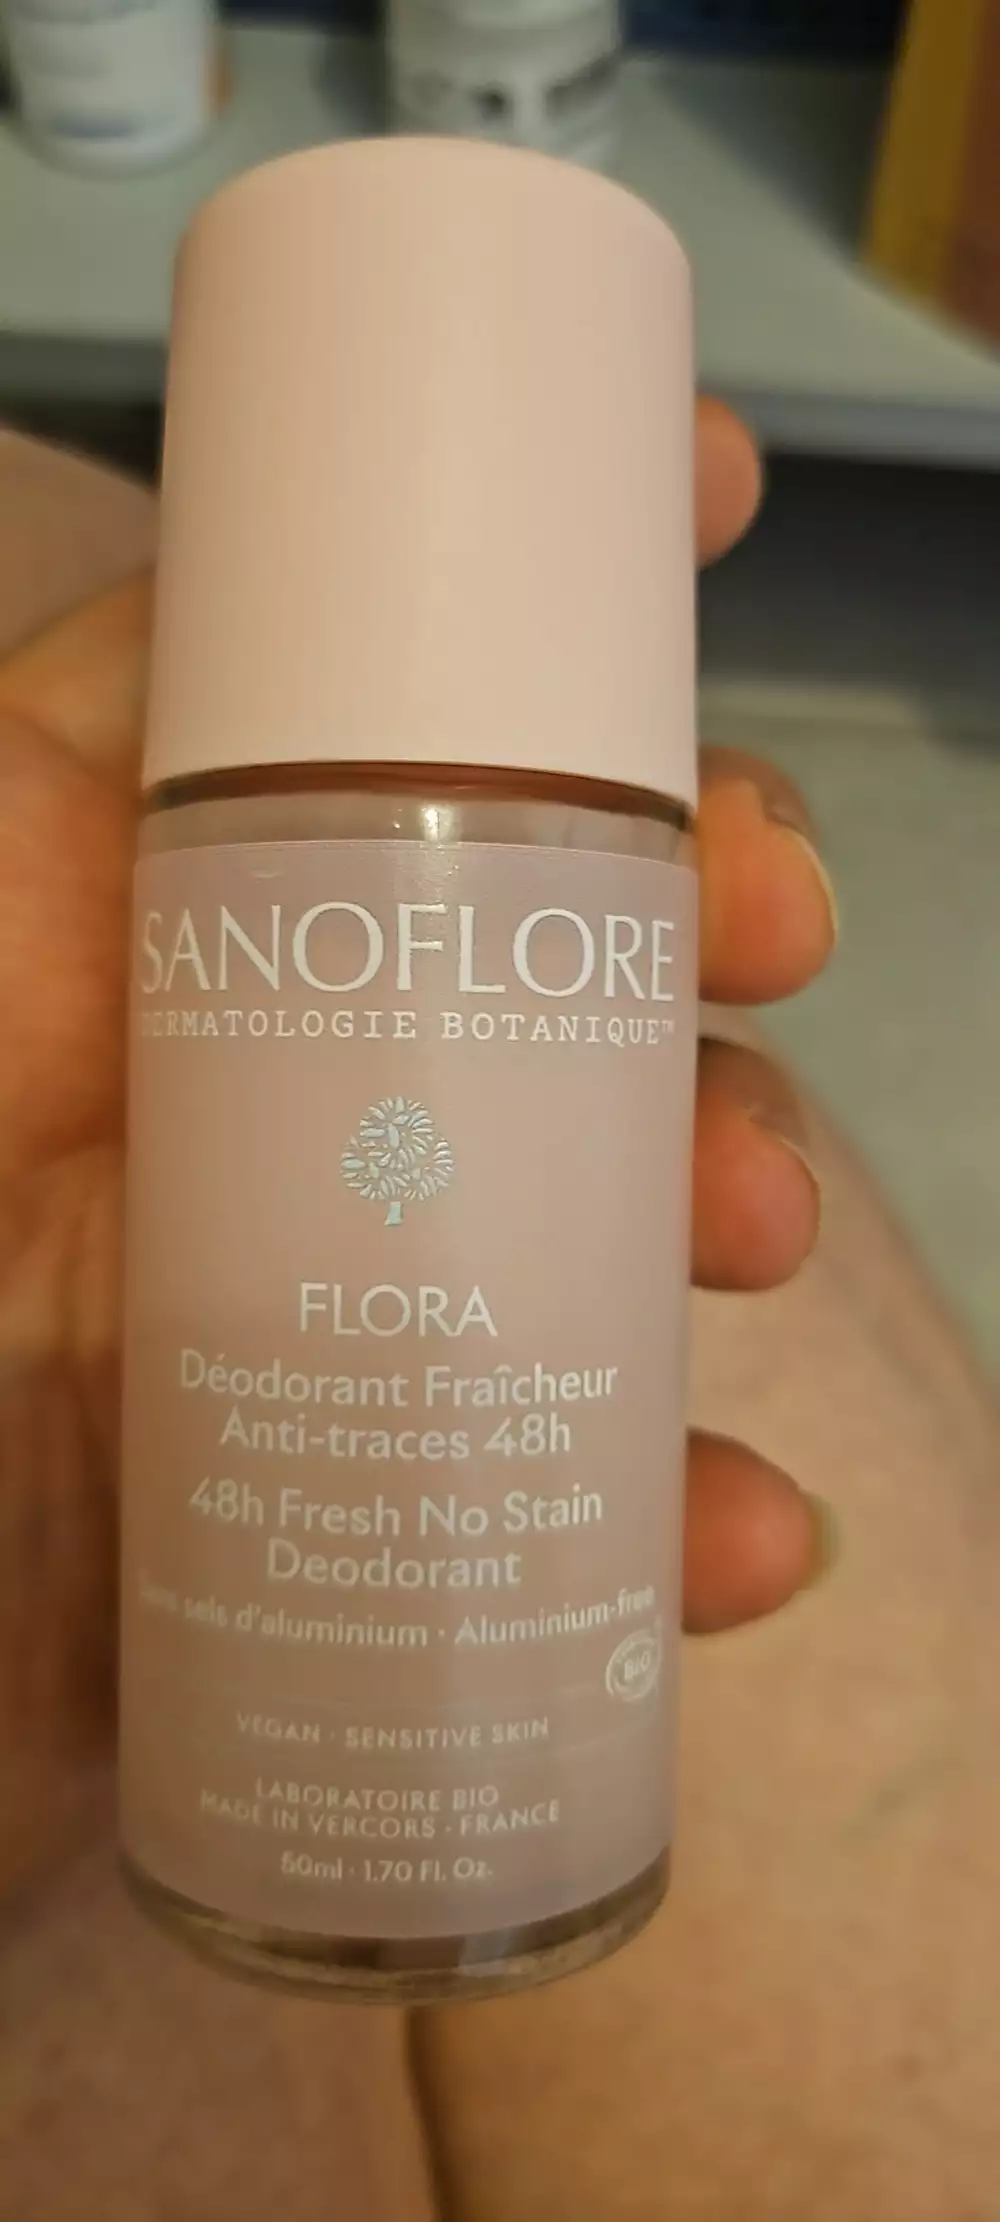 SANOFLORE
DERMATOLOGIE BOTANIQUE™
FLORA
Déodorant Fraîcheur
Anti-traces 48h
48h Fresh No Stain
Deodorant
Sans sels d'aluminium · Aluminium-free
BIO
VEGAN · SENSITIVE SKIN
LABORATOIRE BIO
MADE IN VERCORS - FRANCE
50ml · 1.70 Fl. Oz.